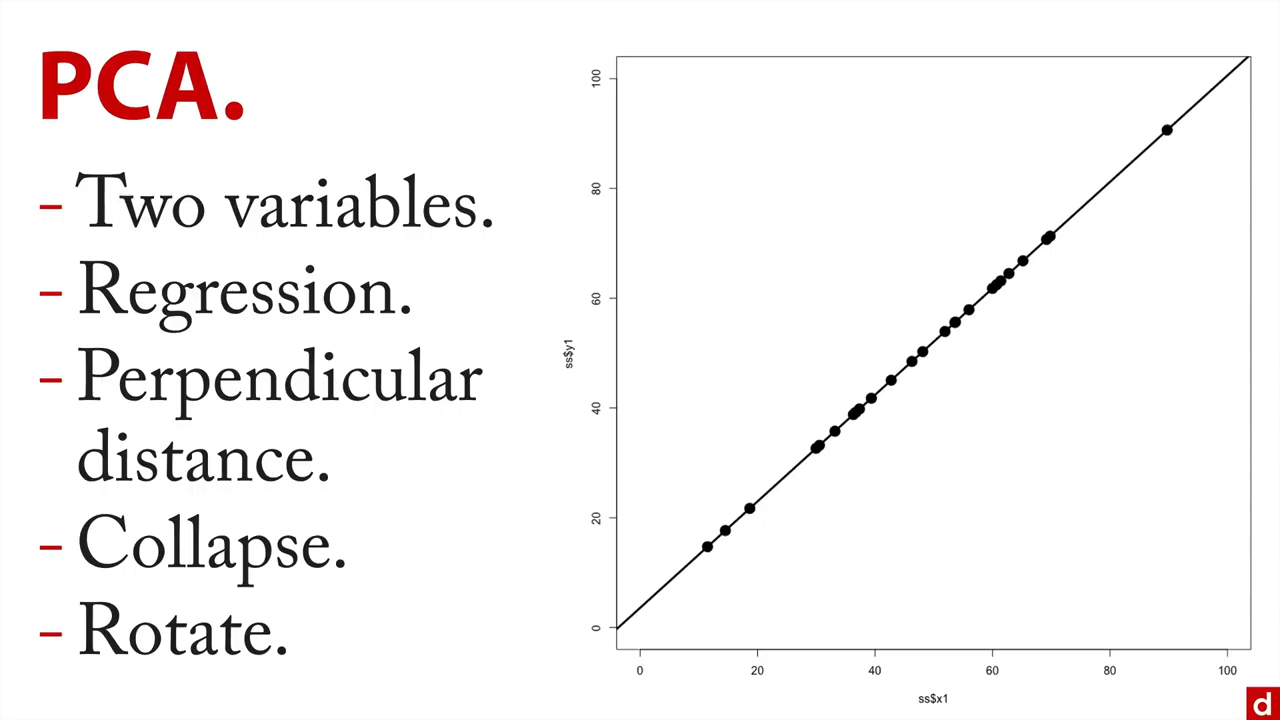 PCA.
- Two variables.
- Regression.
- Perpendicular
distance.
- Collapse.
- Rotate.
100
80
60
40
20
0
ss$y1
0 20 40 60 80 100
ss$x1
d